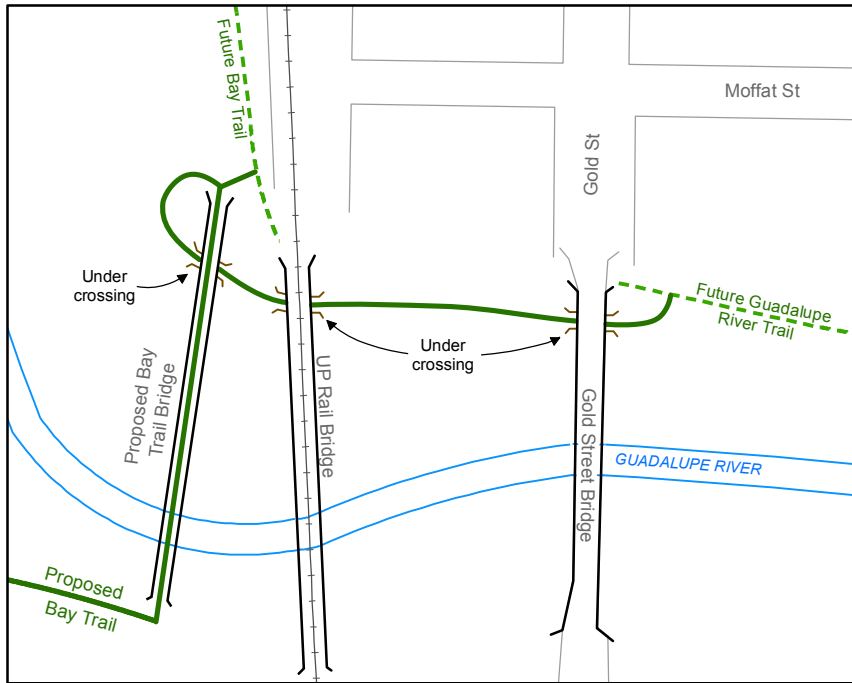 Future Bay Trail
Moffat St
Gold St
Under
crossing
Future Guadalupe
River Trail
Under
crossing
Proposed Bay
Trail Bridge
UP Rail Bridge
Gold Street Bridge
GUADALUPE RIVER
Proposed
Bay Trail